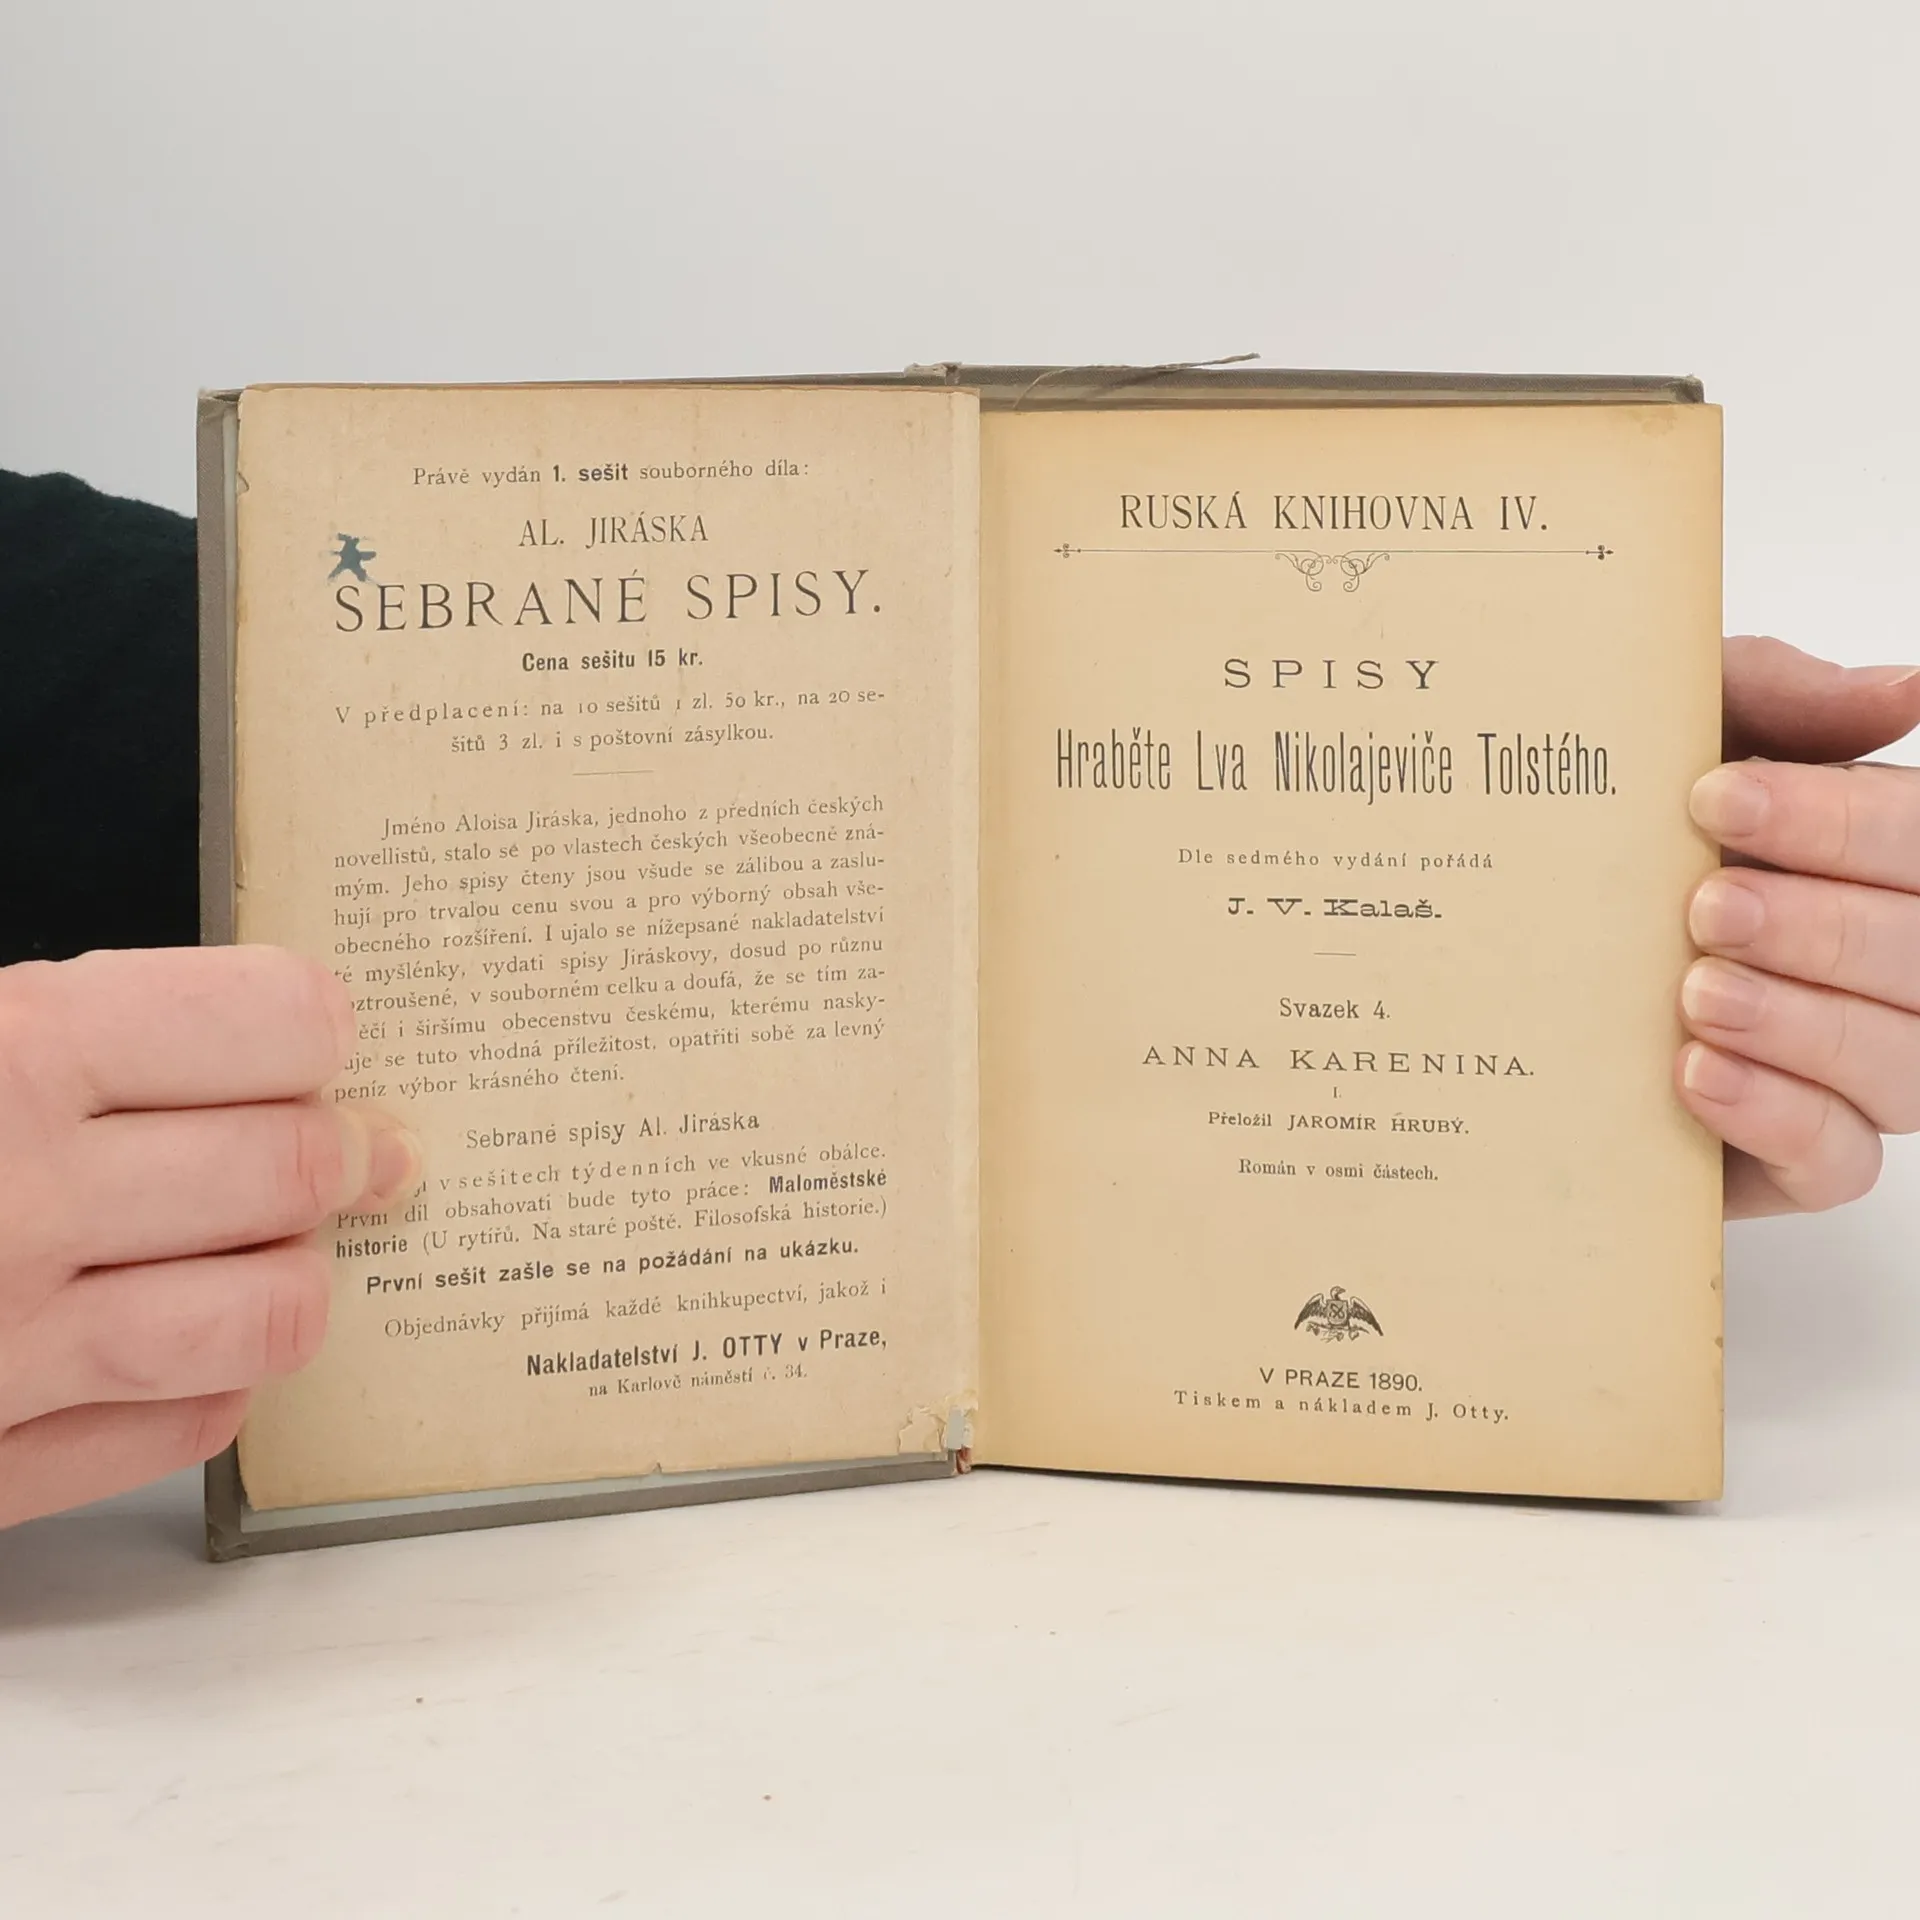 Právě vydán 1. sešit souborného díla:
AL. JIRÁSKA
SEBRANÉ SPISY.
Cena sešitu 15 kr.
V předplacení: na 10 sešitů 1 zl. 50 kr., na 20 se-
šitů 3 zl. i s poštovní zásylkou.
Jméno Aloisa Jiráska, jednoho z předních českých
novellistů, stalo se po vlastech českých všeobecně zná-
mým. Jeho spisy čteny jsou všude se zálibou a zaslu-
hují pro trvalou cenu svou a pro výborný obsah vše-
obecného rozšíření. I ujalo se nížepsané nakladatelství
té myšlénky, vydati spisy Jiráskovy, dosud po různu
oztroušené, v souborném celku a doufá, že se tím za-
ěčí i širšímu obecenstvu českému, kterému nasky-
uje se tuto vhodná příležitost, opatřiti sobě za levný
peníz výbor krásného čtení.
Sebrané spisy Al. Jiráska
v sešitech týdenních ve vkusné obálce.
První díl obsahovati bude tyto práce: Maloměstské
historie (U rytířů. Na staré poště. Filosofská historie.)
První sešit zašle se na požádání na ukázku.
Objednávky přijímá každé knihkupectví, jakož i
Nakladatelství J. OTTY v Praze,
na Karlově náměstí č. 34.
RUSKÁ KNIHOVNA IV.
SPISY
Hraběte Lva Nikolajeviče Tolstého.
Dle sedmého vydání pořádá
J. V. Kalaš.
Svazek 4.
ANNA KARENINA.
I.
Přeložil JAROMÍR HRUBÝ.
Román v osmi částech.
V PRAZE 1890.
Tiskem a nákladem J. Otty.